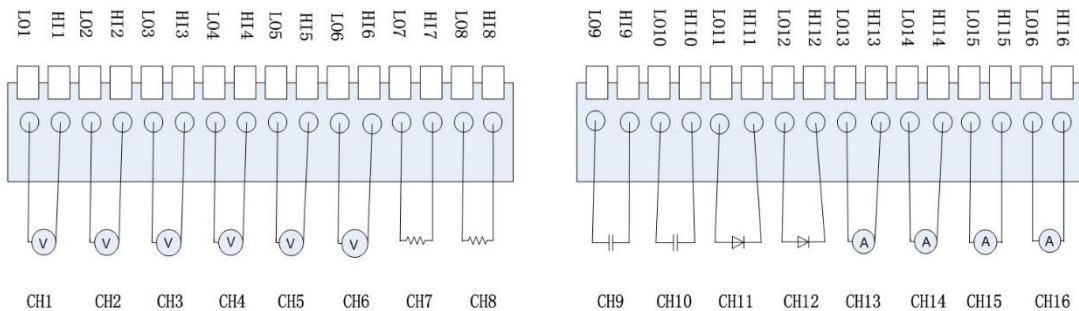 LO1 HI1 LO2 HI2 LO3 HI3 LO4 HI4 LO5 HI5 LO6 HI6 LO7 HI7 LO8 HI8
LO9 HI9 LO10 HI10 LO11 HI11 LO12 HI12 LO13 HI13 LO14 HI14 LO15 HI15 LO16 HI16
V V V V V V
A A A A
CH1 CH2 CH3 CH4 CH5 CH6 CH7 CH8
CH9 CH10 CH11 CH12 CH13 CH14 CH15 CH16